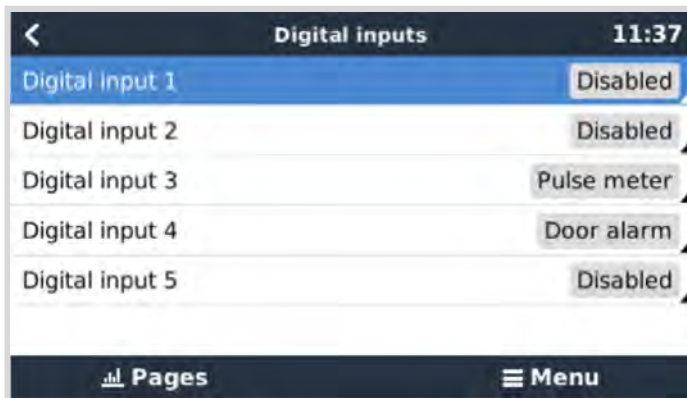 Digital inputs 11:37
Digital input 1 Disabled
Digital input 2 Disabled
Digital input 3 Pulse meter
Digital input 4 Door alarm
Digital input 5 Disabled
Pages Menu